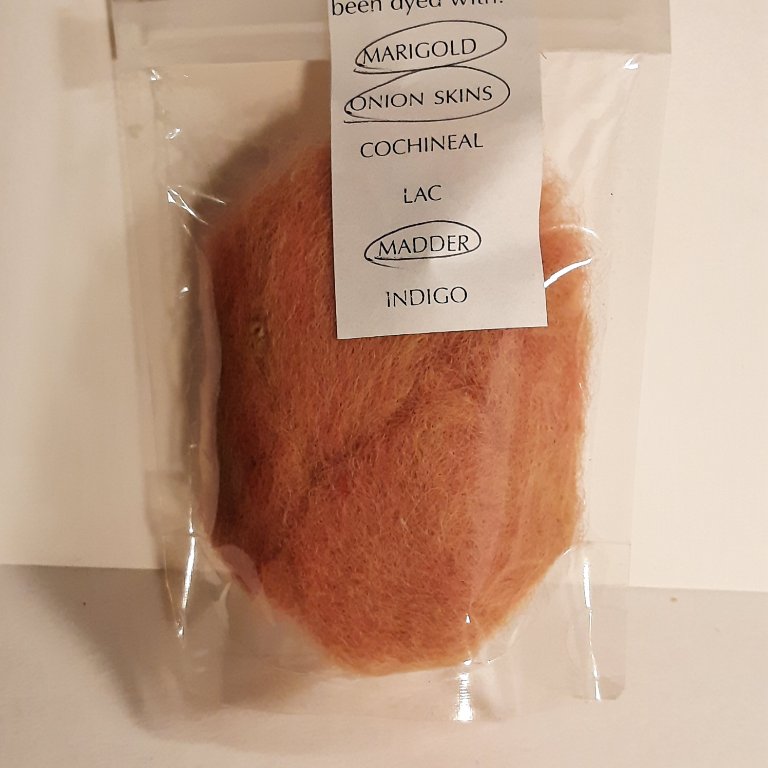 been dyed with:
MARIGOLD
ONION SKINS
COCHINEAL
LAC
MADDER
INDIGO